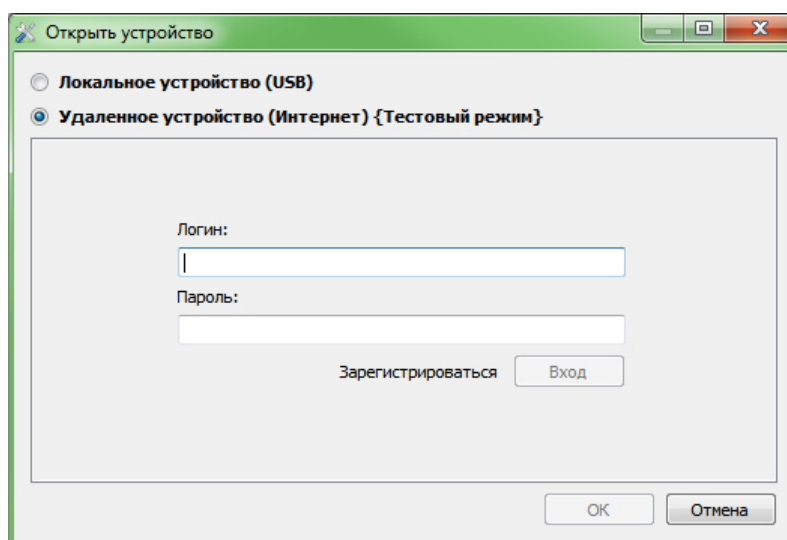 Открыть устройство
Локальное устройство (USB)
Удаленное устройство (Интернет) {Тестовый режим}
Логин:
Пароль:
Зарегистрироваться Вход
OK Отмена